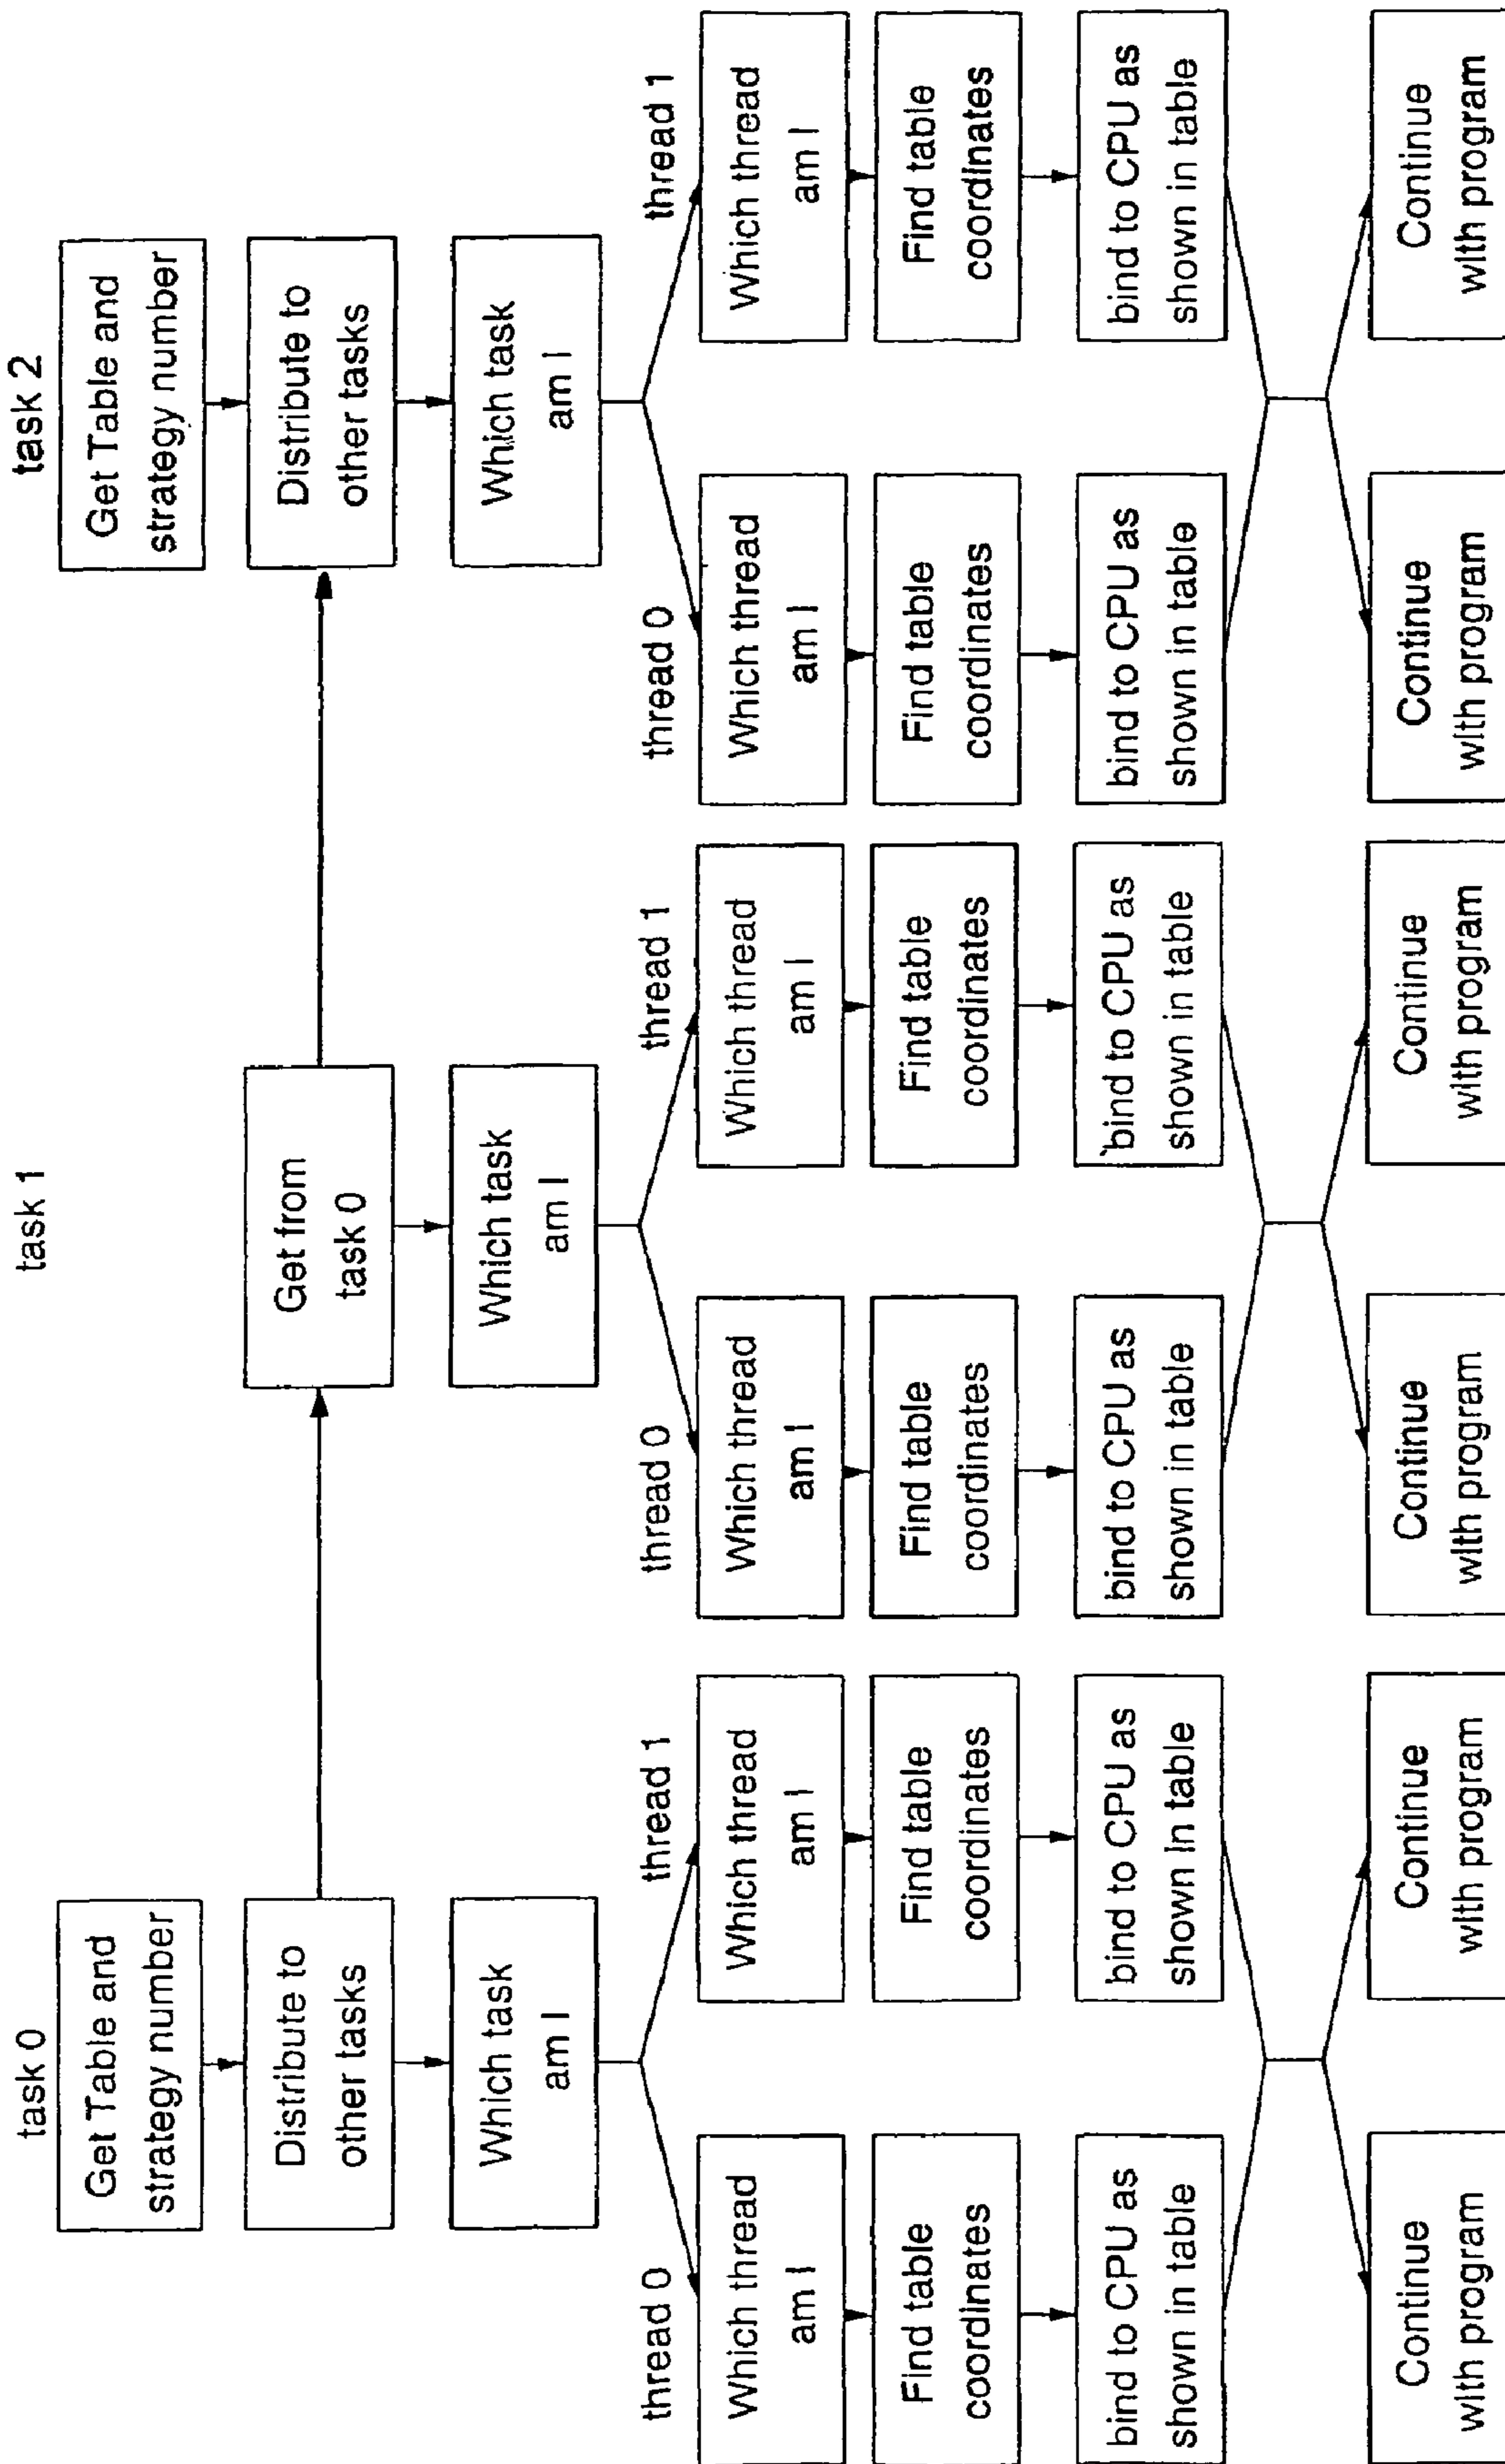 task 0
task 1
task 2
Get Table and
strategy number
Get Table and
strategy number
Distribute to
other tasks
Get from
task 0
Distribute to
other tasks
Which task
am I
Which task
am I
Which task
am I
thread 0
thread 1
thread 0
thread 1
thread 0
thread 1
Which thread
am I
Which thread
am I
Which thread
am I
Which thread
am I
Which thread
am I
Which thread
am I
Find table
coordinates
Find table
coordinates
Find table
coordinates
Find table
coordinates
Find table
coordinates
Find table
coordinates
bind to CPU as
shown in table
bind to CPU as
shown in table
bind to CPU as
shown in table
bind to CPU as
shown in table
bind to CPU as
shown in table
bind to CPU as
shown in table
Continue
with program
Continue
with program
Continue
with program
Continue
with program
Continue
with program
Continue
with program